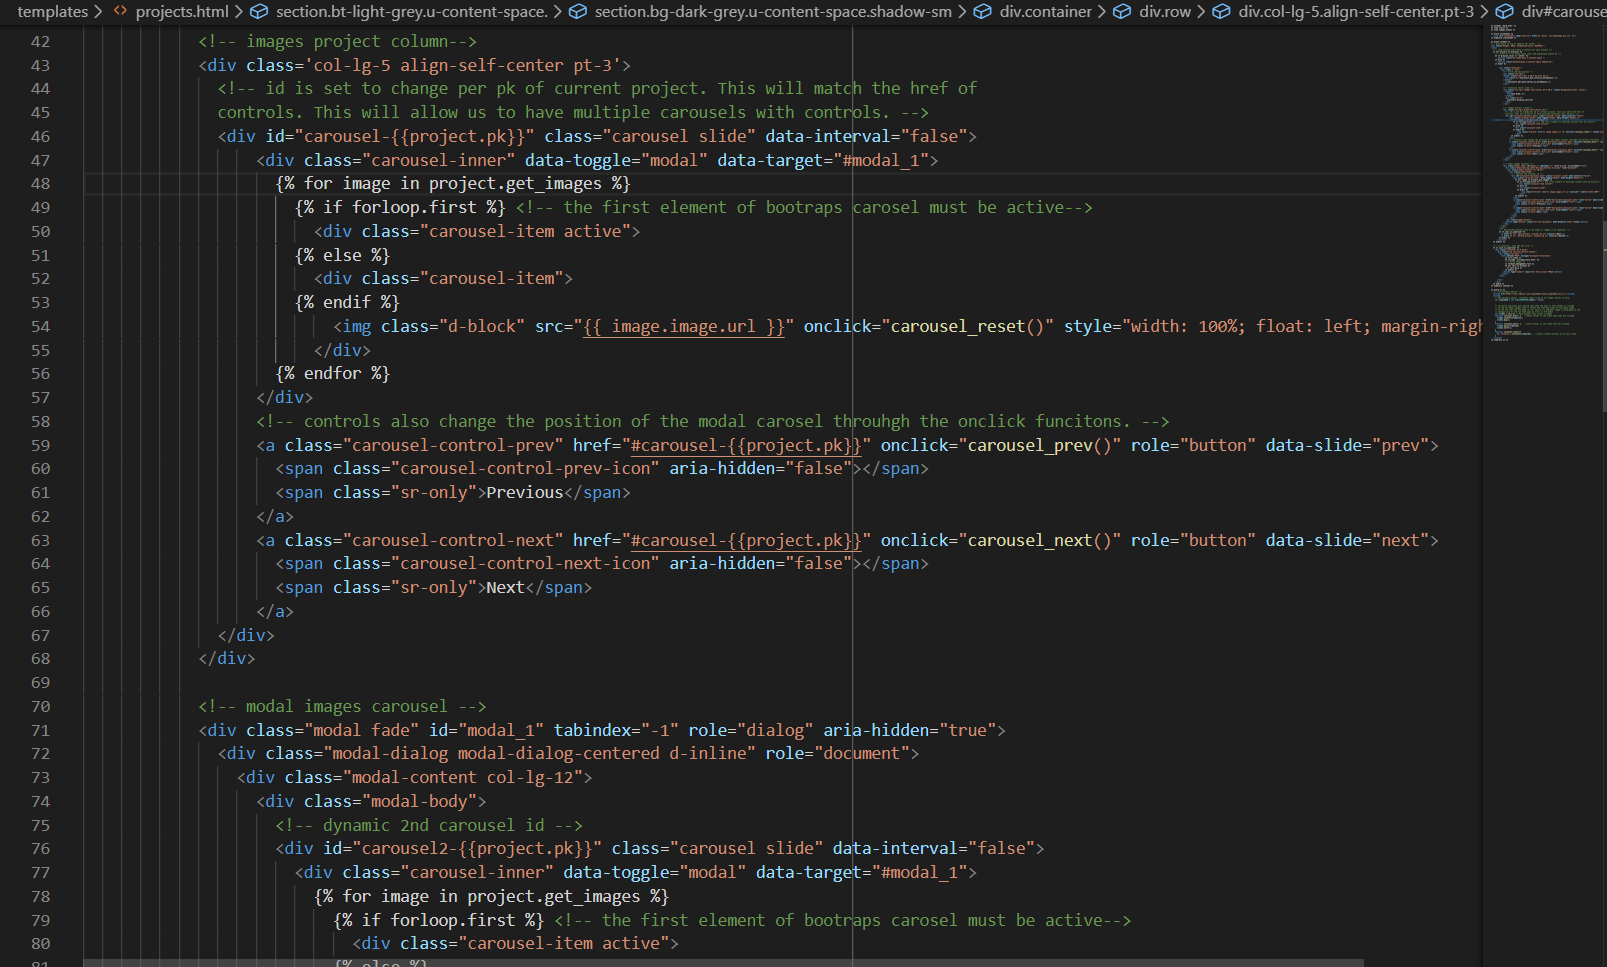 templates > projects.html > section.bt-light-grey.u-content-space. > section.bg-dark-grey.u-content-space.shadow-sm > div.container > div.row > div.col-lg-5.align-self-center.pt-3 > div#carouse
42 <!-- images project column-->
43 <div class='col-lg-5 align-self-center pt-3'>
44 <!-- id is set to change per pk of current project. This will match the href of
45 controls. This will allow us to have multiple carousels with controls. -->
46 <div id="carousel-{{project.pk}}" class="carousel slide" data-interval="false">
47 <div class="carousel-inner" data-toggle="modal" data-target="#modal_1">
48 {% for image in project.get_images %}
49 {% if forloop.first %} <!-- the first element of bootraps carosel must be active-->
50 <div class="carousel-item active">
51 {% else %}
52 <div class="carousel-item">
53 {% endif %}
54 <img class="d-block" src="{{ image.image.url }}" onclick="carousel_reset()" style="width: 100%; float: left; margin-righ
55 </div>
56 {% endfor %}
57 </div>
58 <!-- controls also change the position of the modal carosel throuhgh the onclick funcitons. -->
59 <a class="carousel-control-prev" href="#carousel-{{project.pk}}" onclick="carousel_prev()" role="button" data-slide="prev">
60 <span class="carousel-control-prev-icon" aria-hidden="false"></span>
61 <span class="sr-only">Previous</span>
62 </a>
63 <a class="carousel-control-next" href="#carousel-{{project.pk}}" onclick="carousel_next()" role="button" data-slide="next">
64 <span class="carousel-control-next-icon" aria-hidden="false"></span>
65 <span class="sr-only">Next</span>
66 </a>
67 </div>
68 </div>
69
70 <!-- modal images carousel -->
71 <div class="modal fade" id="modal_1" tabindex="-1" role="dialog" aria-hidden="true">
72 <div class="modal-dialog modal-dialog-centered d-inline" role="document">
73 <div class="modal-content col-lg-12">
74 <div class="modal-body">
75 <!-- dynamic 2nd carousel id -->
76 <div id="carousel2-{{project.pk}}" class="carousel slide" data-interval="false">
77 <div class="carousel-inner" data-toggle="modal" data-target="#modal_1">
78 {% for image in project.get_images %}
79 {% if forloop.first %} <!-- the first element of bootraps carosel must be active-->
80 <div class="carousel-item active">
81 {% else %}